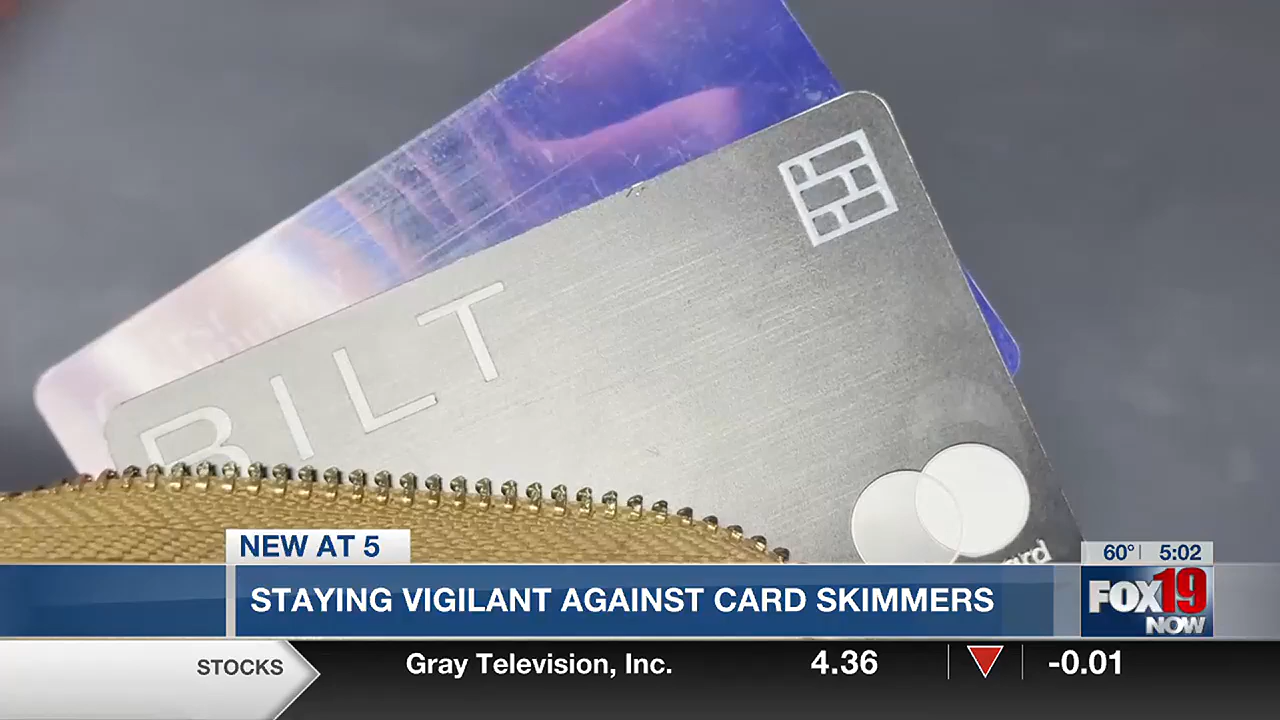 BILT
NEW AT 5
60° 5:02
STAYING VIGILANT AGAINST CARD SKIMMERS
FOX19
NOW
STOCKS
Gray Television, Inc.
4.36
-0.01